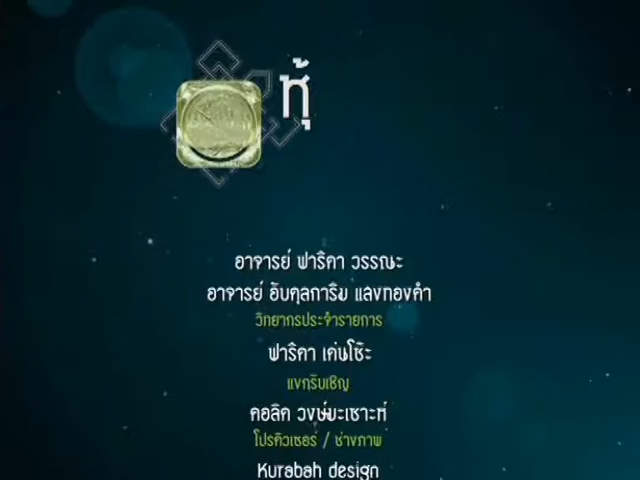 ทุ้
อาจารย์ ฟาริดา วรรณะ
อาจารย์ อับดุลการิม แสงทองคำ
วิทยากรประจำรายการ
ฟาริดา เด่นโซ๊ะ
แขกรับเชิญ
คอลิด วงษ์มะเซาะห์
โปรดิวเซอร์ / ช่างภาพ
Kurabah design